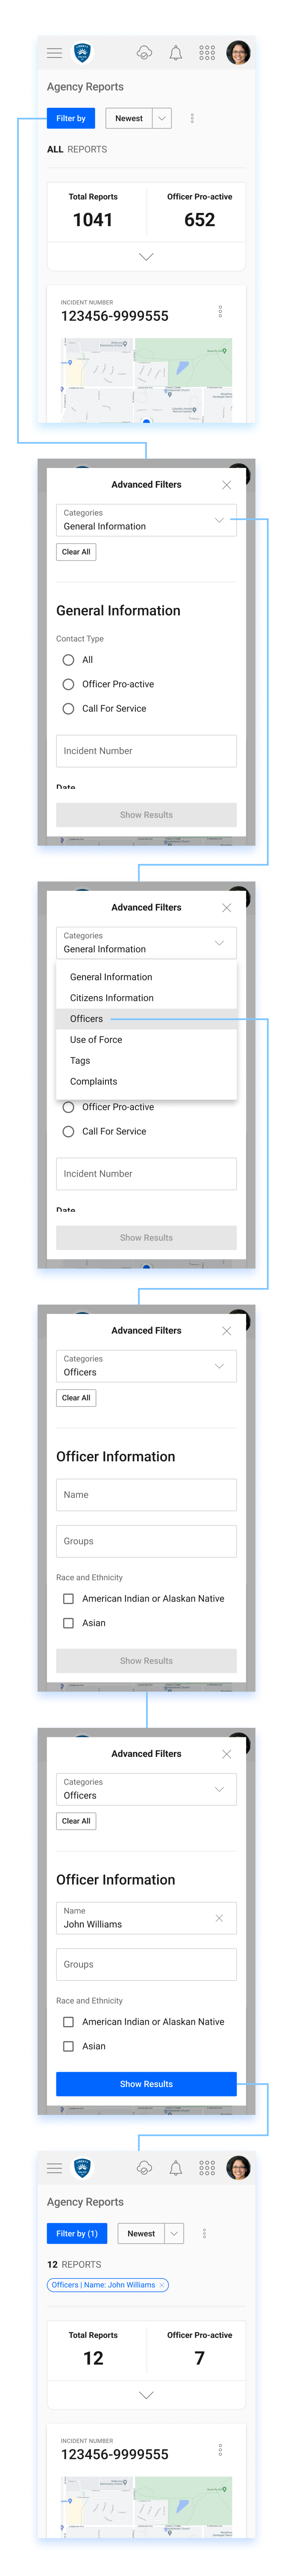 Agency Reports
Filter by
Newest
ALL REPORTS
Total Reports
Officer Pro-active
1041
652
INCIDENT NUMBER
123456-9999555
Advanced Filters
Categories
General Information
Clear All
General Information
Contact Type
All
Officer Pro-active
Call For Service
Incident Number
Date
Show Results
Advanced Filters
Categories
General Information
General Information
Citizens Information
Officers
Use of Force
Tags
Complaints
Officer Pro-active
Call For Service
Incident Number
Date
Show Results
Advanced Filters
Categories
Officers
Clear All
Officer Information
Name
Groups
Race and Ethnicity
American Indian or Alaskan Native
Asian
Show Results
Advanced Filters
Categories
Officers
Clear All
Officer Information
Name
John Williams
Groups
Race and Ethnicity
American Indian or Alaskan Native
Asian
Show Results
Agency Reports
Filter by (1)
Newest
12 REPORTS
Officers | Name: John Williams
Total Reports
Officer Pro-active
12
7
INCIDENT NUMBER
123456-9999555